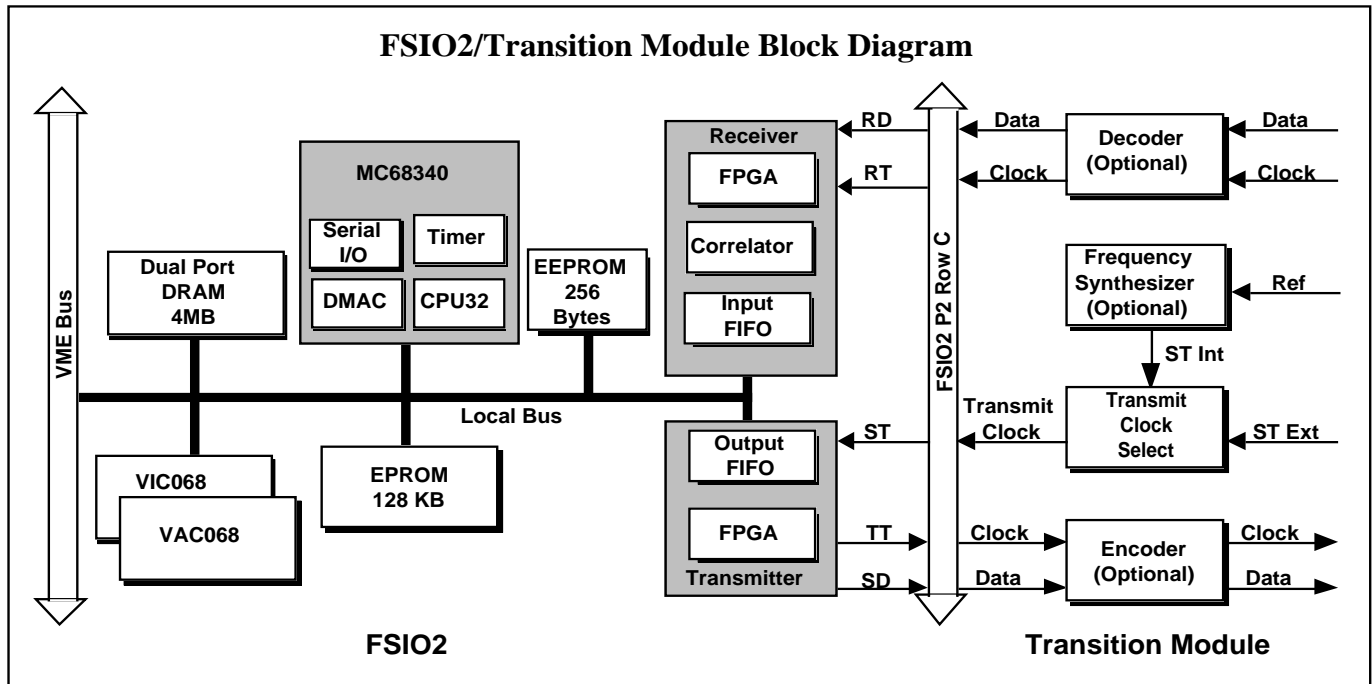 FSIO2/Transition Module Block Diagram
VME Bus
Dual Port
DRAM
4MB
MC68340
Serial
I/O
Timer
DMAC
CPU32
EEPROM
256
Bytes
Local Bus
VIC068
VAC068
EPROM
128 KB
Receiver
FPGA
Correlator
Input
FIFO
Output
FIFO
FPGA
Transmitter
RD
RT
ST
TT
SD
FSIO2 P2 Row C
Data
Clock
Decoder
(Optional)
Data
Clock
Frequency
Synthesizer
(Optional)
Ref
ST Int
Transmit
Clock
Transmit
Clock
Select
ST Ext
Clock
Data
Encoder
(Optional)
Clock
Data
FSIO2
Transition Module